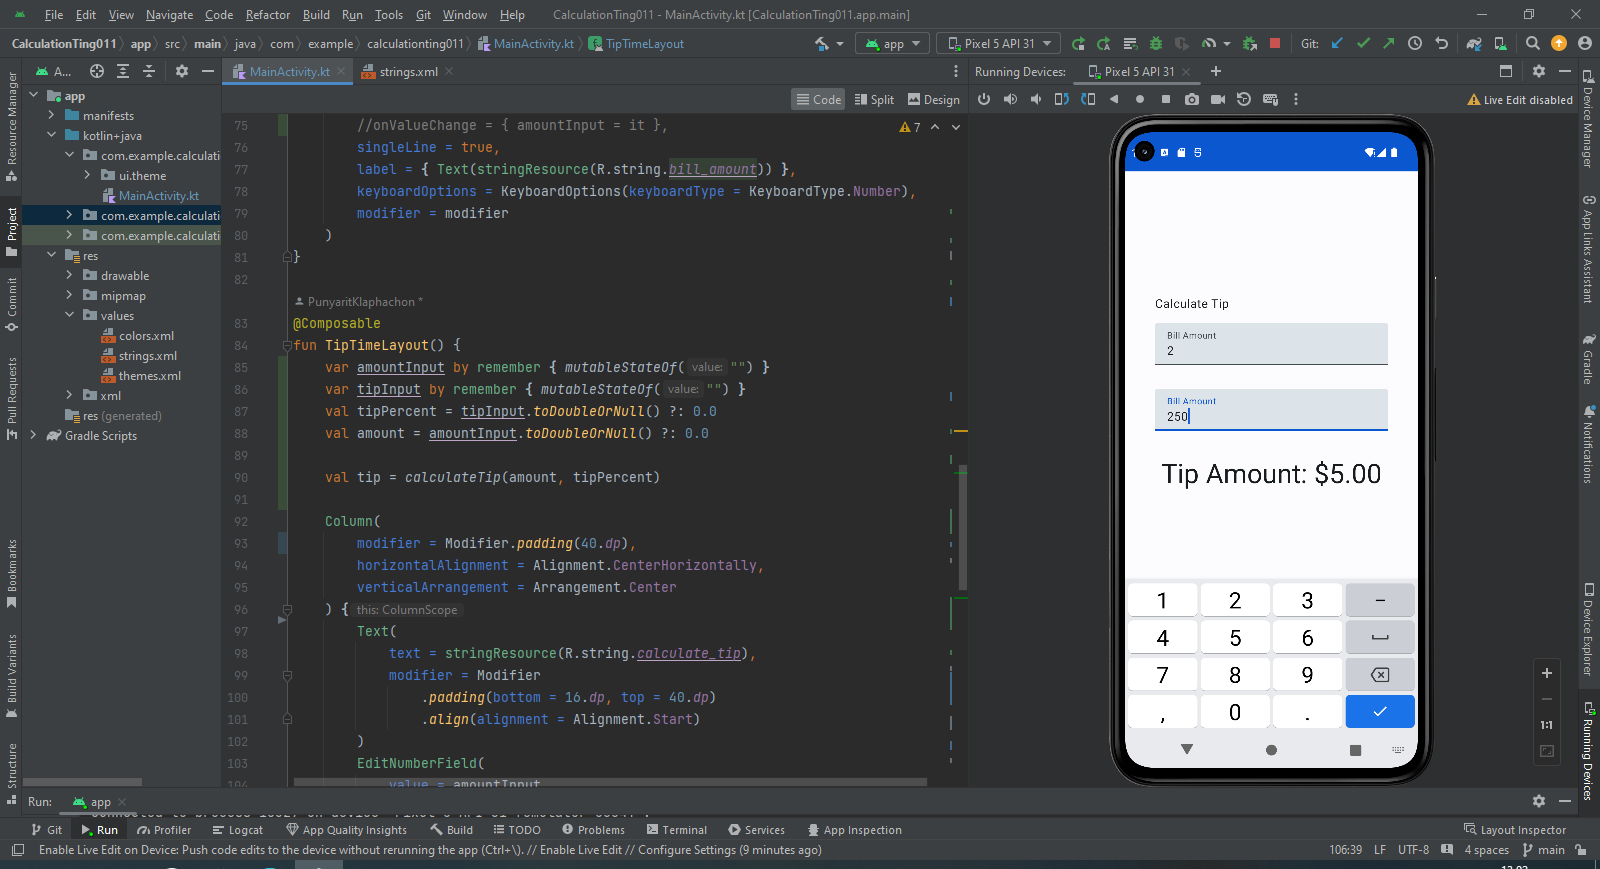 File Edit View Navigate Code Refactor Build Run Tools Git Window Help CalculationTing011 - MainActivity.kt [CalculationTing011.app.main]
CalculationTing011 app src main java com example calculationting011 MainActivity.kt TipTimeLayout app Pixel 5 API 31 Git:
A... MainActivity.kt strings.xml Running Devices: Pixel 5 API 31
Code Split Design Live Edit disabled
Resource Manager
Project
Commit
Pull Requests
Bookmarks
Build Variants
Structure
app
manifests
kotlin+java
com.example.calculati
ui.theme
MainActivity.kt
com.example.calculati
com.example.calculati
res
drawable
mipmap
values
colors.xml
strings.xml
themes.xml
xml
res (generated)
Gradle Scripts
7
75 //onValueChange = { amountInput = it },
76 singleLine = true,
77 label = { Text(stringResource(R.string.bill_amount)) },
78 keyboardOptions = KeyboardOptions(keyboardType = KeyboardType.Number),
79 modifier = modifier
80 )
81 }
82
PunyaritKlaphachon *
83 @Composable
84 fun TipTimeLayout() {
85 var amountInput by remember { mutableStateOf( value: "") }
86 var tipInput by remember { mutableStateOf( value: "") }
87 val tipPercent = tipInput.toDoubleOrNull() ?: 0.0
88 val amount = amountInput.toDoubleOrNull() ?: 0.0
89
90 val tip = calculateTip(amount, tipPercent)
91
92 Column(
93 modifier = Modifier.padding(40.dp),
94 horizontalAlignment = Alignment.CenterHorizontally,
95 verticalArrangement = Arrangement.Center
96 ) { this: ColumnScope
97 Text(
98 text = stringResource(R.string.calculate_tip),
99 modifier = Modifier
100 .padding(bottom = 16.dp, top = 40.dp)
101 .align(alignment = Alignment.Start)
102 )
103 EditNumberField(
104 value = amountInput
Calculate Tip
Bill Amount
2
Bill Amount
250
Tip Amount: $5.00
1 2 3 –
4 5 6
7 8 9
, 0 .
1:1
Device Manager
App Links Assistant
Gradle
Notifications
Device Explorer
Running Devices
Run: app
Git Run Profiler Logcat App Quality Insights Build TODO Problems Terminal Services App Inspection Layout Inspector
Enable Live Edit on Device: Push code edits to the device without rerunning the app (Ctrl+\). // Enable Live Edit // Configure Settings (9 minutes ago) 106:39 LF UTF-8 4 spaces main